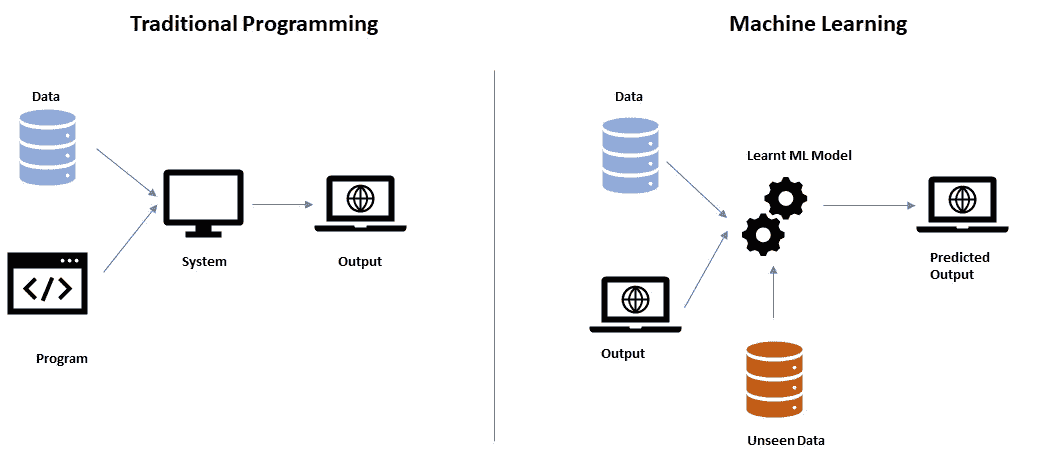 Traditional Programming
Data
System
Output
Program
Machine Learning
Data
Learnt ML Model
Predicted
Output
Output
Unseen Data